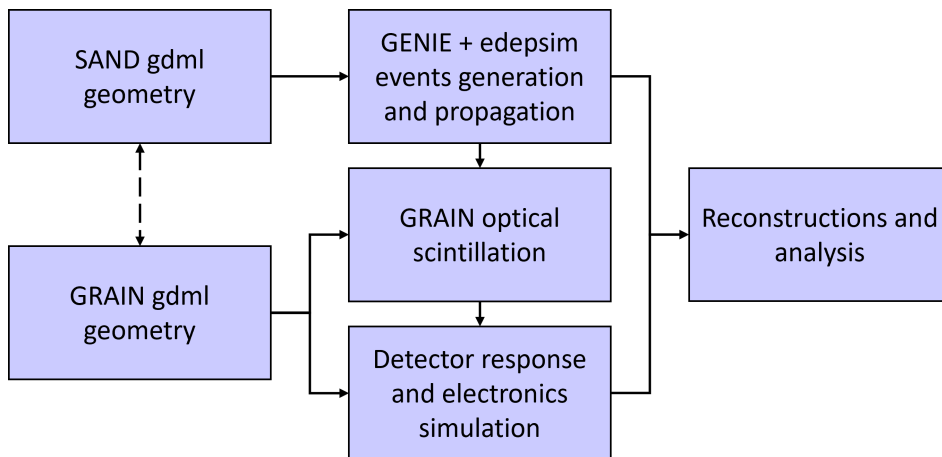 SAND gdml
geometry
GENIE + edepsim
events generation
and propagation
GRAIN optical
scintillation
Reconstructions and
analysis
GRAIN gdml
geometry
Detector response
and electronics
simulation